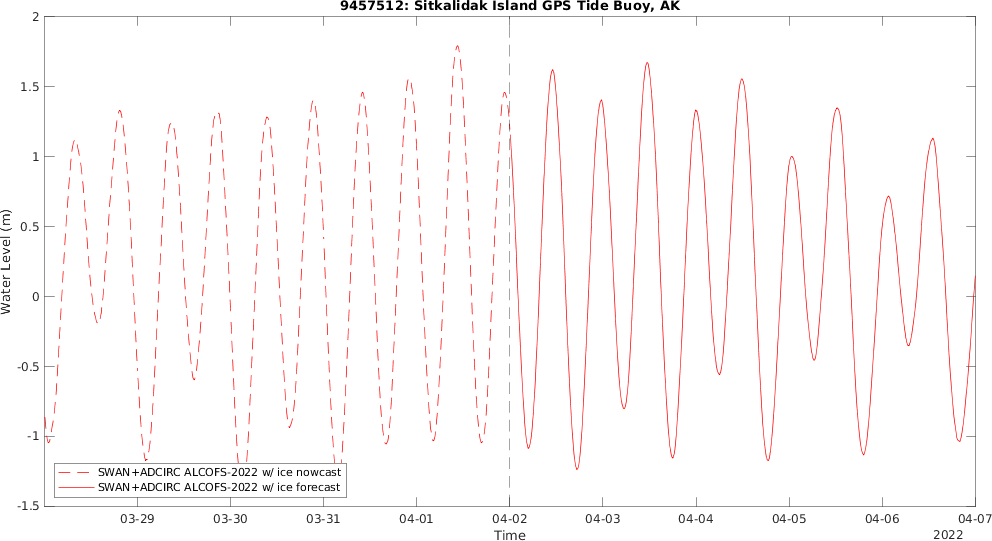 9457512: Sitkalidak Island GPS Tide Buoy, AK
2
1.5
1
0.5
0
-0.5
-1
-1.5
Water Level (m)
SWAN+ADCIRC ALCOFS-2022 w/ ice nowcast
SWAN+ADCIRC ALCOFS-2022 w/ ice forecast
03-29 03-30 03-31 04-01 04-02 04-03 04-04 04-05 04-06 04-07
Time
2022